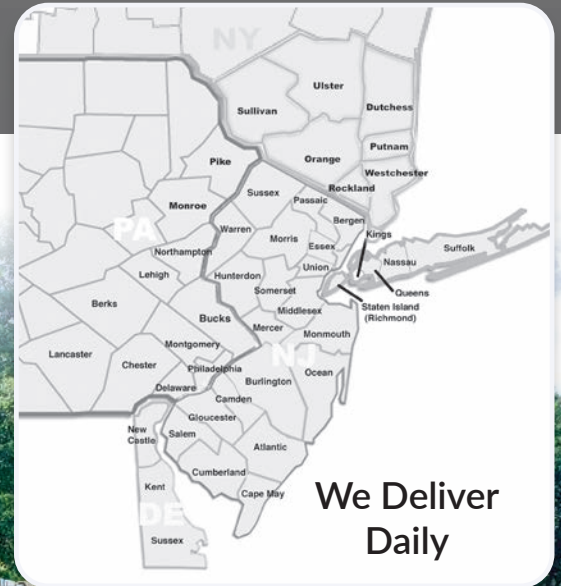 NY
Ulster
Sullivan
Dutchess
Putnam
Orange
Westchester
Pike
Rockland
Sussex
Passaic
Monroe
Bergen
Warren
Kings
PA
Morris
Essex
Suffolk
Northampton
Nassau
Lehigh
Hunterdon
Union
Somerset
Queens
Berks
Staten Island
(Richmond)
Middlesex
Bucks
Mercer
Monmouth
Montgomery
Lancaster
NJ
Chester
Philadelphia
Ocean
Delaware
Burlington
Camden
Gloucester
New
Castle
Salem
Atlantic
Cumberland
Kent
Cape May
We Deliver
Daily
DE
Sussex